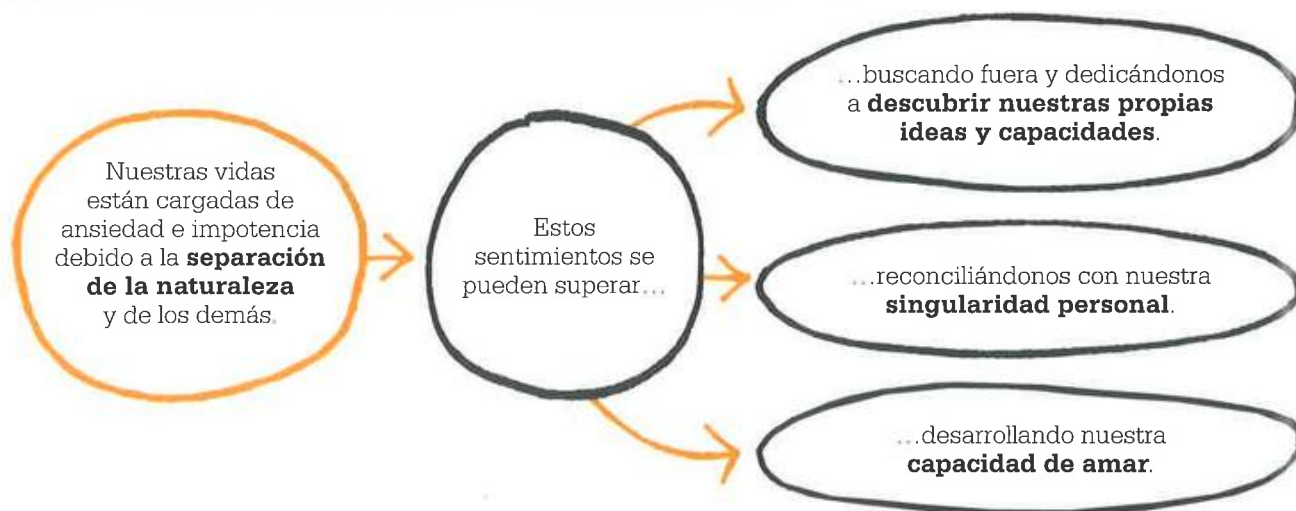 Nuestras vidas
están cargadas de
ansiedad e impotencia
debido a la separación
de la naturaleza
y de los demás.
Estos
sentimientos se
pueden superar...
...buscando fuera y dedicándonos
a descubrir nuestras propias
ideas y capacidades.
...reconciliándonos con nuestra
singularidad personal.
...desarrollando nuestra
capacidad de amar.